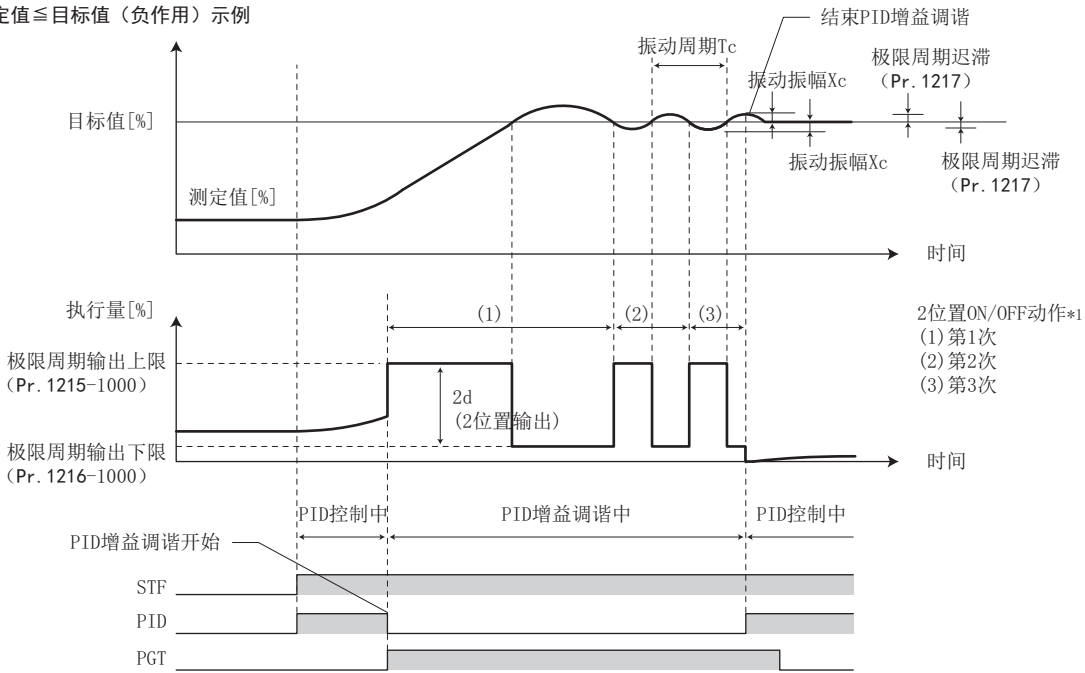 定值≦目标值（负作用）示例
结束PID增益调谐
振动周期Tc
极限周期迟滞
（Pr.1217）
振动振幅Xc
目标值[%]
振动振幅Xc
极限周期迟滞
（Pr.1217）
测定值[%]
时间
执行量[%]
(1)
(2)
(3)
2位置ON/OFF动作*1
(1)第1次
(2)第2次
(3)第3次
极限周期输出上限
（Pr.1215-1000）
2d
(2位置输出)
极限周期输出下限
（Pr.1216-1000）
时间
PID控制中
PID增益调谐中
PID控制中
PID增益调谐开始
STF
PID
PGT